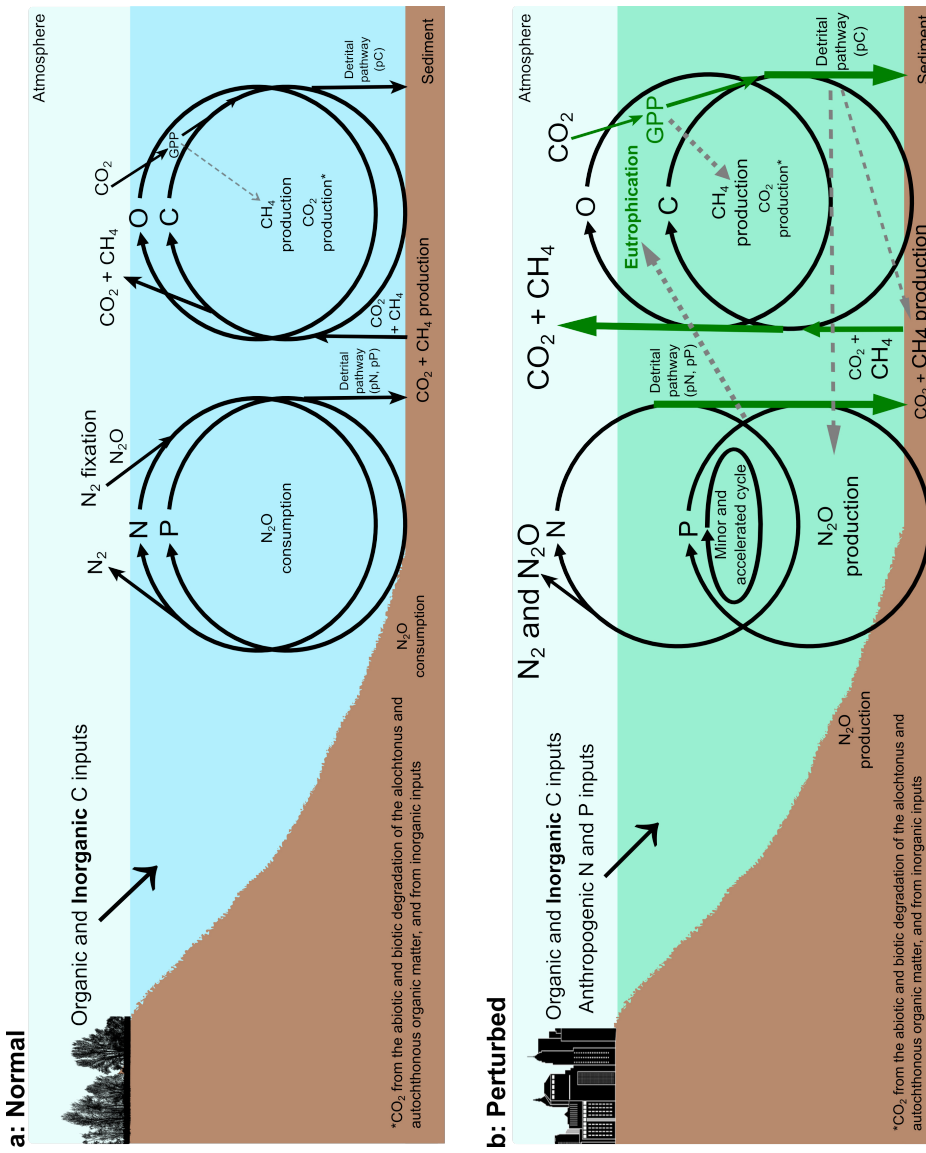 a: Normal
Atmosphere
Organic and Inorganic C inputs
N₂
N₂ fixation
N₂O
CO₂ + CH₄
CO₂
N
P
O
C
GPP
N₂O
consumption
CH₄
production
CO₂
production*
Detrital
pathway
(pN, pP)
CO₂
+ CH₄
Detrital
pathway
(pC)
N₂O
consumption
CO₂ + CH₄ production
Sediment
*CO₂ from the abiotic and biotic degradation of the alochtonus and
autochthonous organic matter, and from inorganic inputs
b: Perturbed
Atmosphere
Organic and Inorganic C inputs
Anthropogenic N and P inputs
N₂ and N₂O
CO₂ + CH₄
CO₂
N
O
Eutrophication
GPP
Detrital
pathway
(pN, pP)
Detrital
pathway
(pC)
P
C
Minor and
accelerated cycle
CH₄
production
CO₂
production*
N₂O
production
CO₂ +
CH₄
N₂O
production
CO₂ + CH₄ production
Sediment
*CO₂ from the abiotic and biotic degradation of the alochtonus and
autochthonous organic matter, and from inorganic inputs